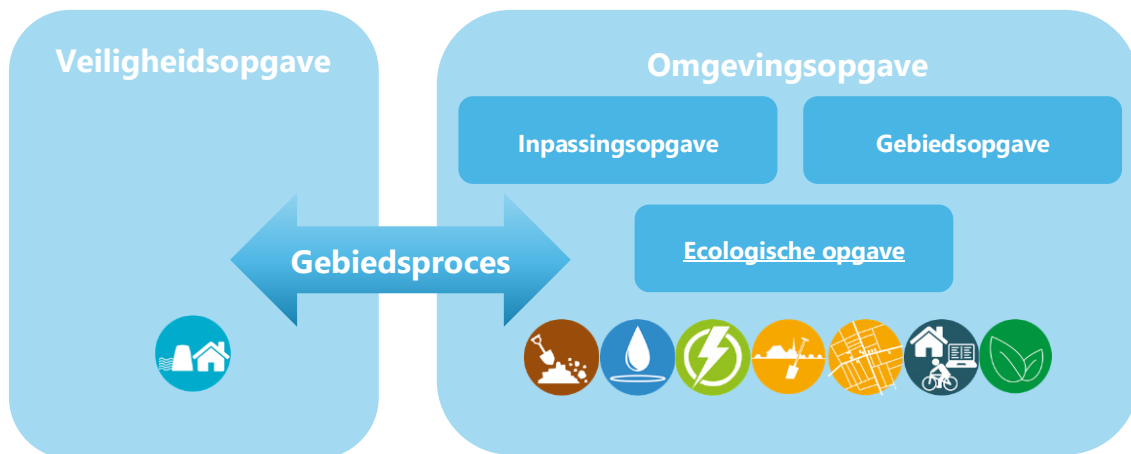 Veiligheidsopgave
Omgevingsopgave
Inpassingsopgave
Gebiedsopgave
Gebiedsproces
Ecologische opgave